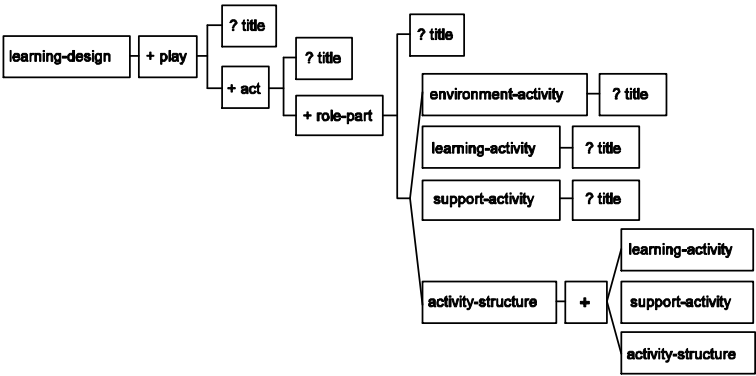 learning-design
+ play
? title
+ act
? title
+ role-part
? title
environment-activity
? title
learning-activity
? title
support-activity
? title
activity-structure
+
learning-activity
support-activity
activity-structure